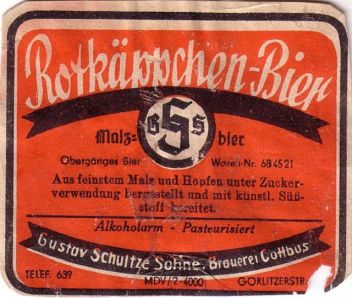 Rotkäppchen-Bier
GSS
Malz= bier
Obergäriges Bier Waren-Nr. 684521
Aus feinstem Malz und Hopfen unter Zucker-
verwendung hergestellt und mit künstl. Süß-
stoff bereitet.
Alkoholarm - Pasteurisiert
Gustav Schultze Söhne, Brauerei Cottbus
TELEF. 639 MDV/2-4000 GÖRLITZERSTR.